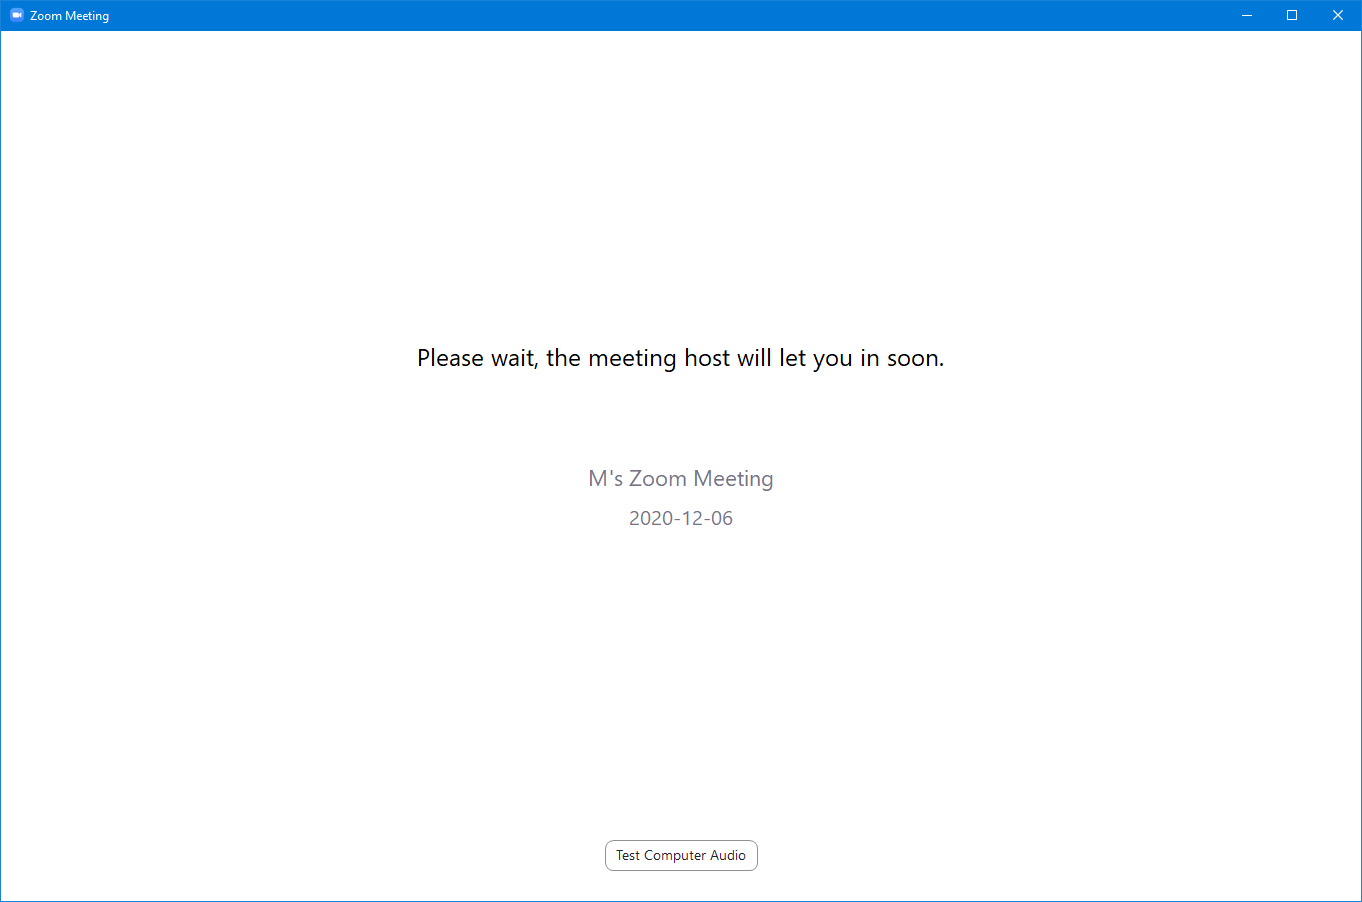 Zoom Meeting
Please wait, the meeting host will let you in soon.
M's Zoom Meeting
2020-12-06
Test Computer Audio